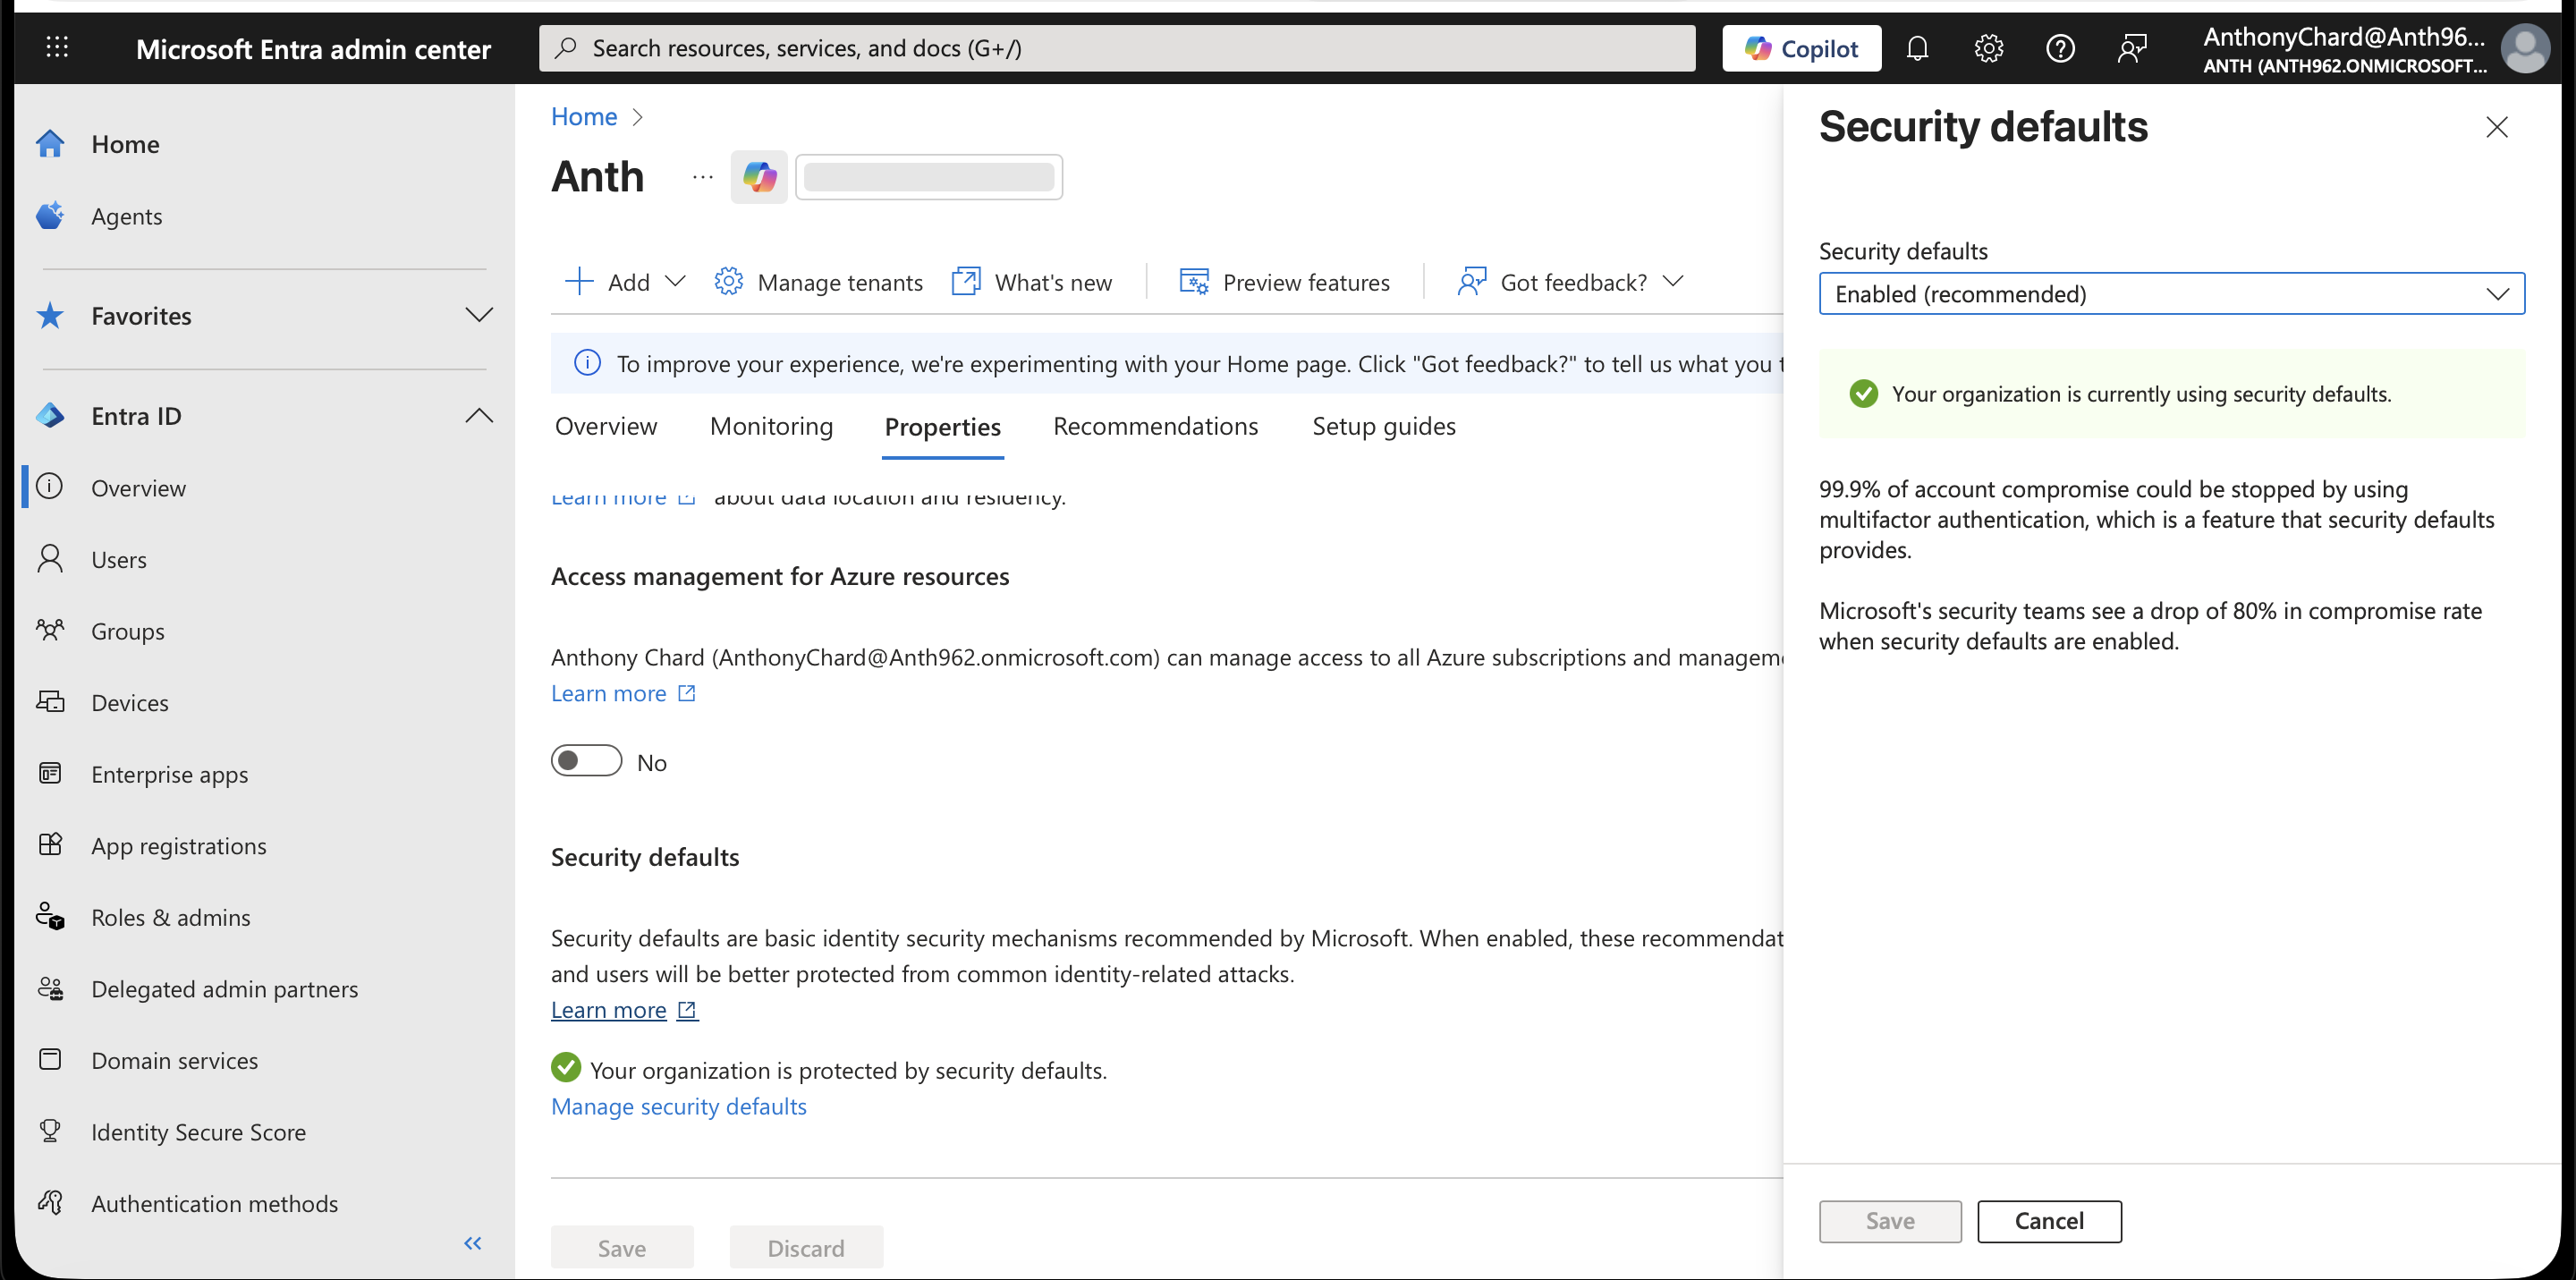 Microsoft Entra admin center
Search resources, services, and docs (G+/)
Copilot
AnthonyChard@Anth96...
ANTH (ANTH962.ONMICROSOFT...
Home
Agents
Favorites
Entra ID
Overview
Users
Groups
Devices
Enterprise apps
App registrations
Roles & admins
Delegated admin partners
Domain services
Identity Secure Score
Authentication methods
Home
Anth
Add
Manage tenants
What's new
Preview features
Got feedback?
To improve your experience, we're experimenting with your Home page. Click "Got feedback?" to tell us what you t
Overview
Monitoring
Properties
Recommendations
Setup guides
Learn more about data location and residency.
Access management for Azure resources
Anthony Chard (AnthonyChard@Anth962.onmicrosoft.com) can manage access to all Azure subscriptions and managem
Learn more
No
Security defaults
Security defaults are basic identity security mechanisms recommended by Microsoft. When enabled, these recommendat
and users will be better protected from common identity-related attacks.
Learn more
Your organization is protected by security defaults.
Manage security defaults
Save
Discard
Security defaults
Security defaults
Enabled (recommended)
Your organization is currently using security defaults.
99.9% of account compromise could be stopped by using
multifactor authentication, which is a feature that security defaults
provides.
Microsoft's security teams see a drop of 80% in compromise rate
when security defaults are enabled.
Save
Cancel